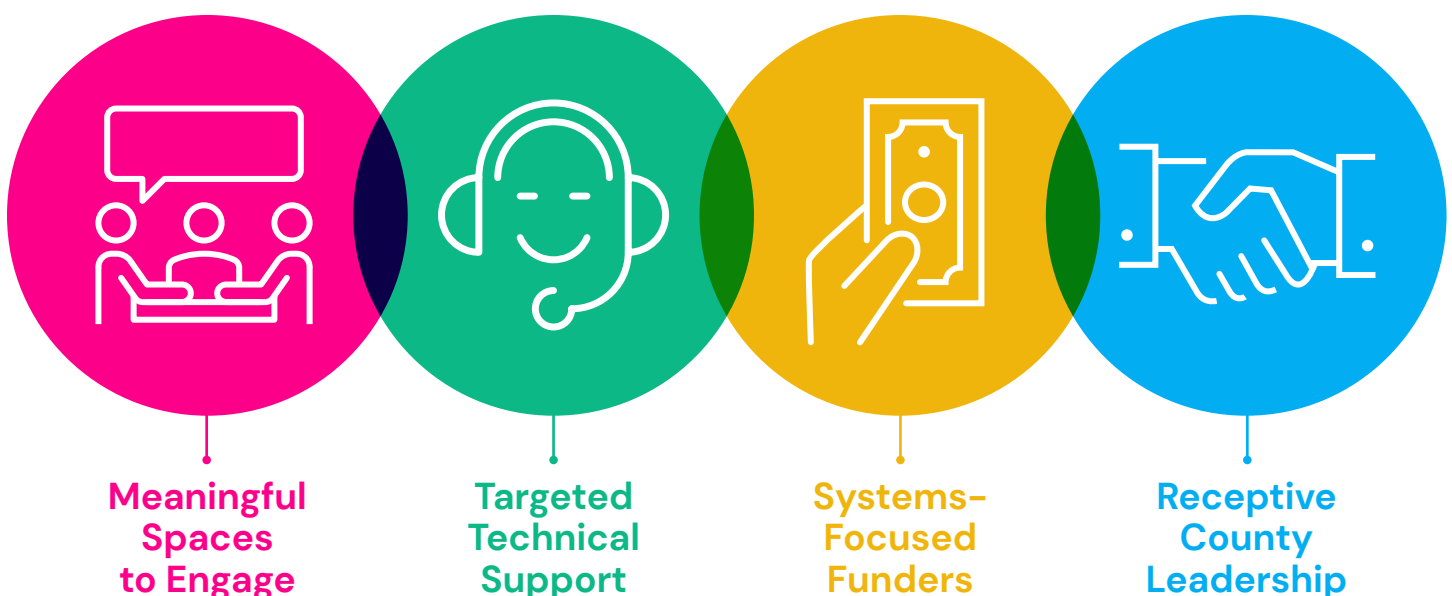 Meaningful
Spaces
to Engage
Targeted
Technical
Support
Systems-
Focused
Funders
Receptive
County
Leadership